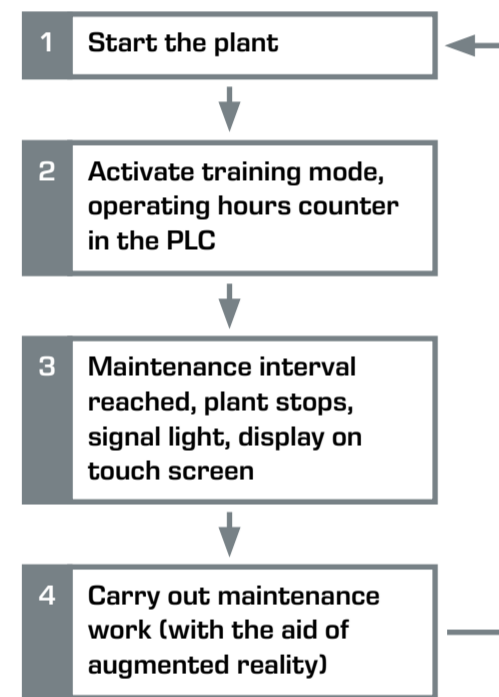 1 Start the plant
2 Activate training mode,
operating hours counter
in the PLC
3 Maintenance interval
reached, plant stops,
signal light, display on
touch screen
4 Carry out maintenance
work (with the aid of
augmented reality)